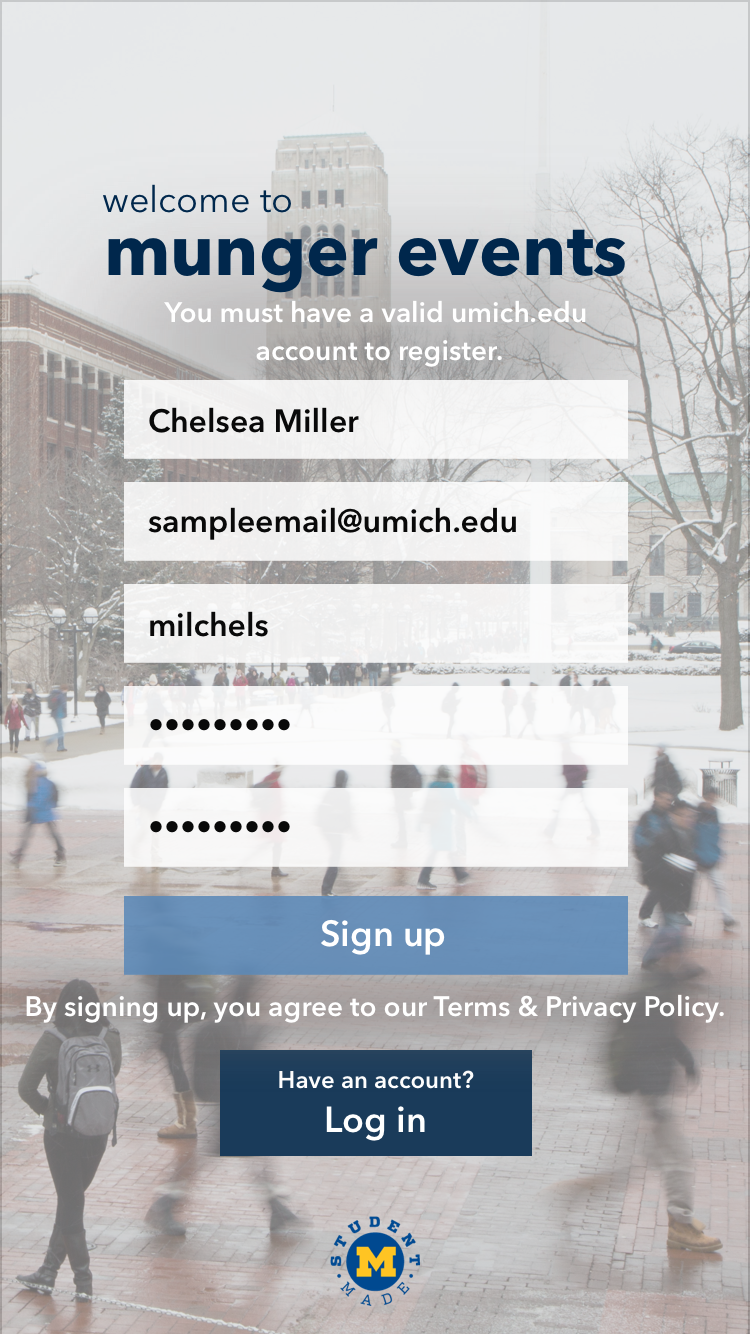 welcome to
munger events
You must have a valid umich.edu
account to register.
Chelsea Miller
sampleemail@umich.edu
milchels
•••••••••
•••••••••
Sign up
By signing up, you agree to our Terms & Privacy Policy.
Have an account?
Log in
STUDENT
M
MADE